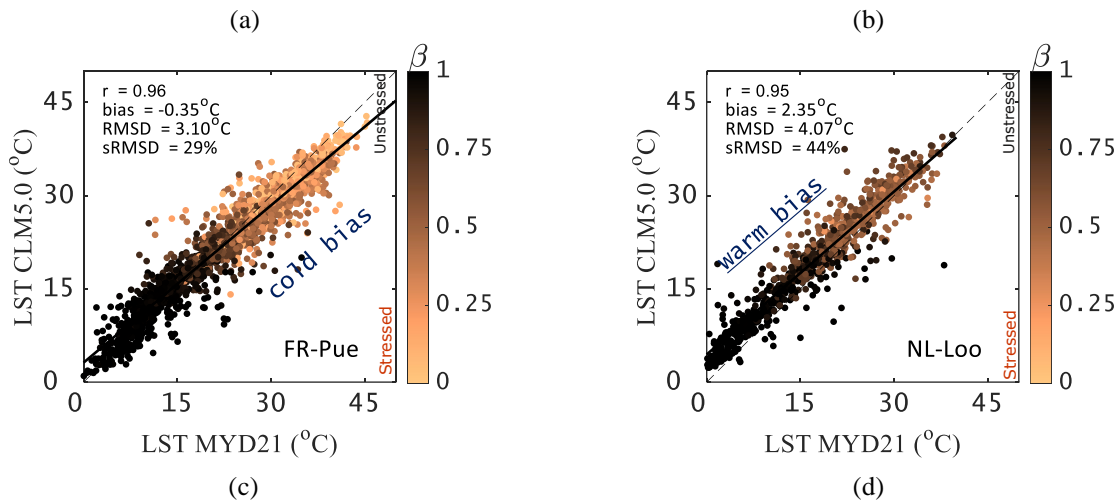 (a)
(b)
β
1
0.75
0.5
0.25
0
r = 0.96
bias = -0.35°C
RMSD = 3.10°C
sRMSD = 29%
cold bias
FR-Pue
Unstressed
Stressed
45
30
15
0
0 15 30 45
LST CLM5.0 (°C)
LST MYD21 (°C)
β
1
0.75
0.5
0.25
0
r = 0.95
bias = 2.35°C
RMSD = 4.07°C
sRMSD = 44%
warm bias
NL-Loo
Unstressed
Stressed
45
30
15
0
0 15 30 45
LST CLM5.0 (°C)
LST MYD21 (°C)
(c)
(d)